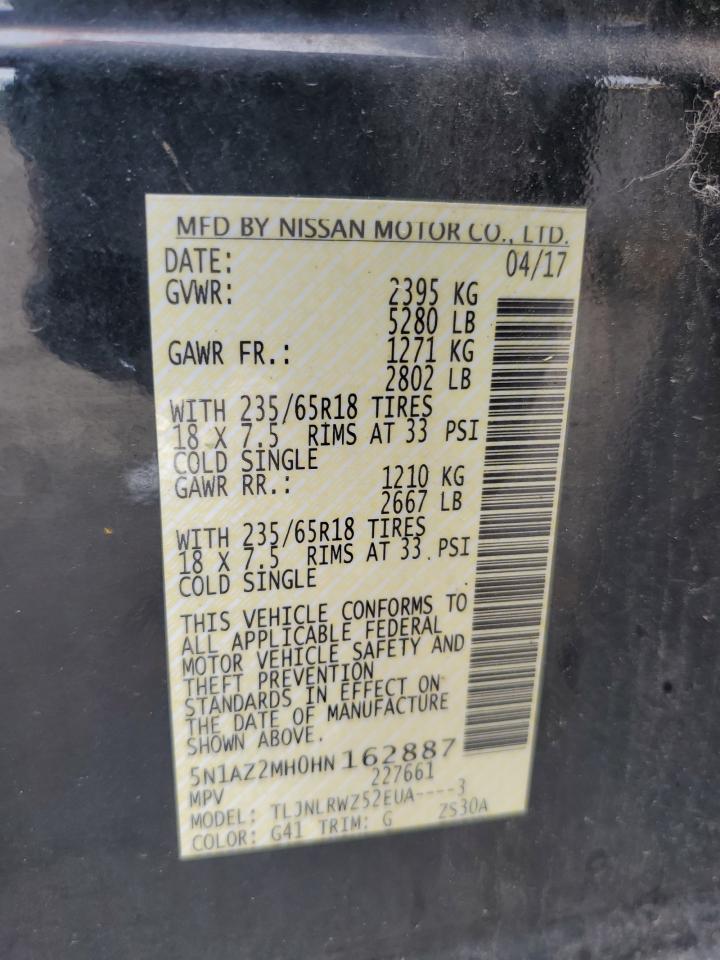 MFD BY NISSAN MOTOR CO., LTD.
DATE: 04/17
GVWR: 2395 KG
5280 LB
GAWR FR.: 1271 KG
2802 LB
WITH 235/65R18 TIRES
18 X 7.5 RIMS AT 33 PSI
COLD SINGLE
GAWR RR.: 1210 KG
2667 LB
WITH 235/65R18 TIRES
18 X 7.5 RIMS AT 33 PSI
COLD SINGLE
THIS VEHICLE CONFORMS TO
ALL APPLICABLE FEDERAL
MOTOR VEHICLE SAFETY AND
THEFT PREVENTION
STANDARDS IN EFFECT ON
THE DATE OF MANUFACTURE
SHOWN ABOVE.
5N1AZ2MH0HN 162887
227661
MPV
MODEL: TLJNLRWZ52EUA----3
COLOR: G41 TRIM: G ZS30A